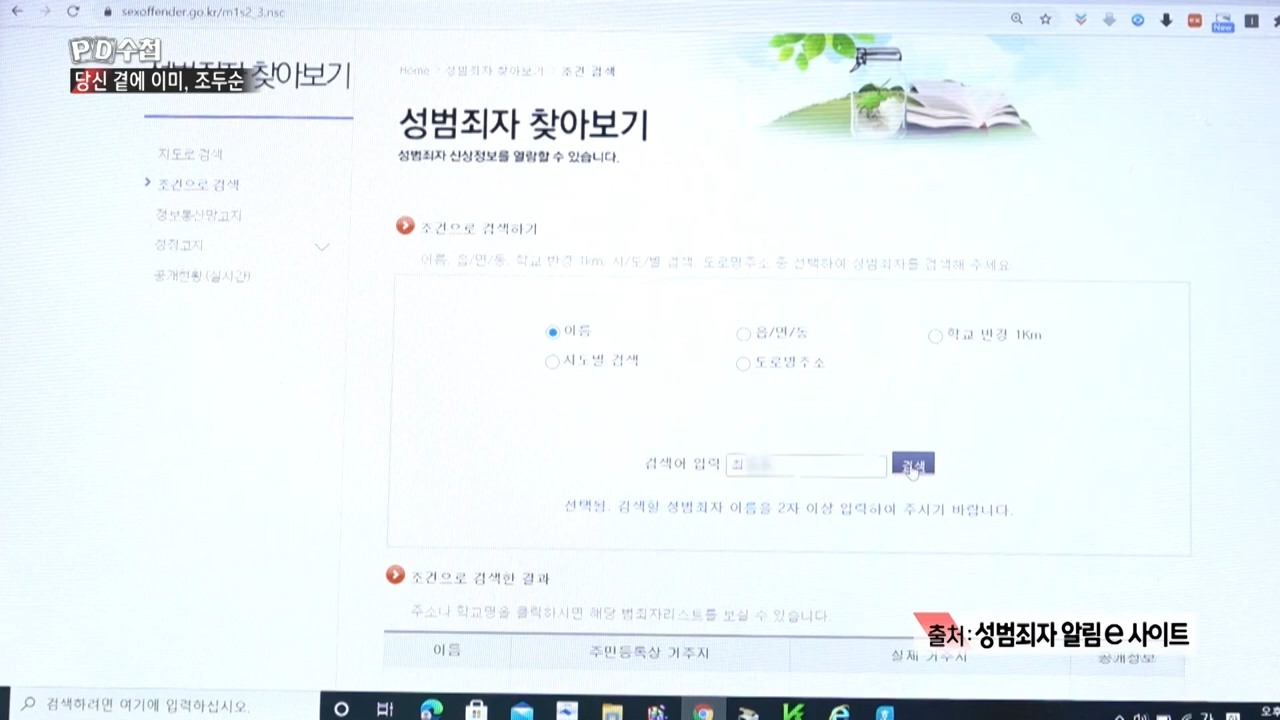 sexoffender.go.kr/m1s2_3.nsc
New
PD수첩
당신 곁에 이미, 조두순
찾아보기
Home > 성범죄자 찾아보기 > 조건 검색
성범죄자 찾아보기
성범죄자 신상정보를 열람할 수 있습니다.
지도로 검색
조건으로 검색
정보통신망고지
공개현황(실시간)
조건으로 검색하기
이름, 읍/면/동, 학교 반경 1km, 시/도/별 검색, 도로명주소 중 선택하여 성범죄자를 검색해 주세요
이름
읍/면/동
학교 반경 1Km
시도별 검색
도로명주소
검색어 입력
최
검색
선택됨. 검색할 성범죄자 이름을 2자 이상 입력하여 주시기 바랍니다.
조건으로 검색한 결과
주소나 학교명을 클릭하시면 해당 범죄자리스트를 보실 수 있습니다.
이름
주민등록상 거주지
실제 거주지
공개정보
출처: 성범죄자 알림e 사이트
검색하려면 여기에 입력하십시오.